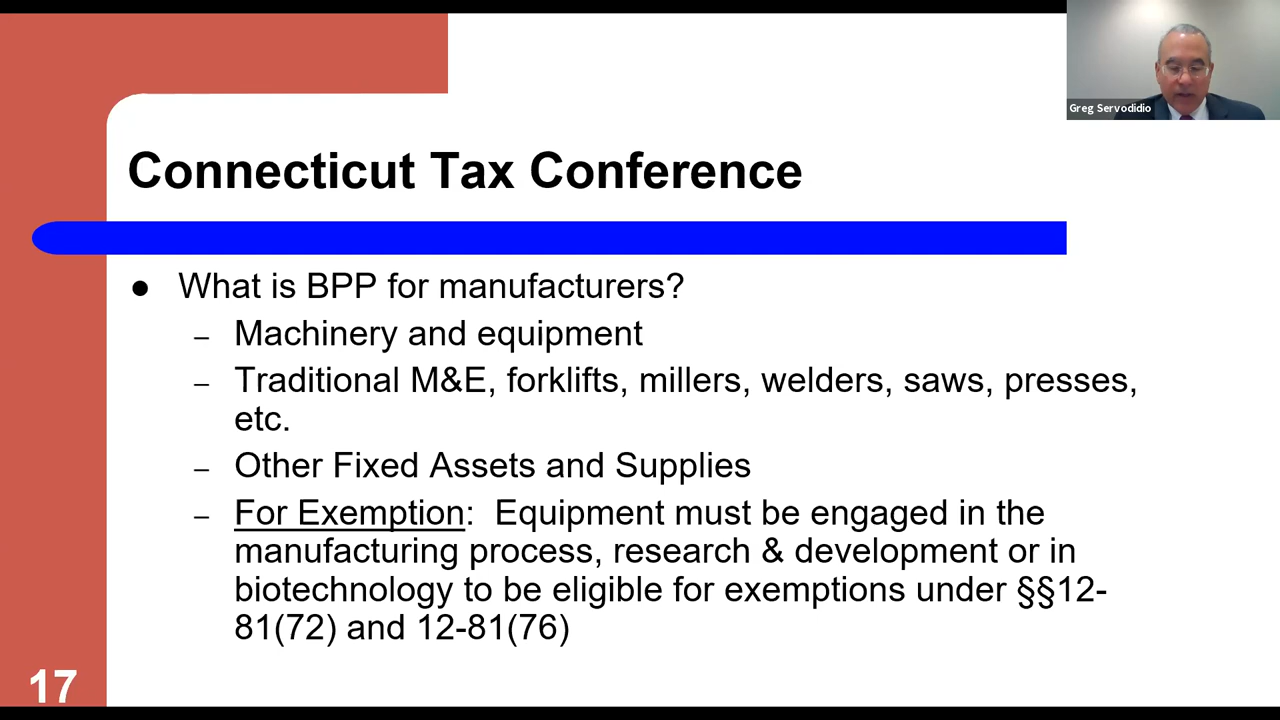 Greg Servodidio
Connecticut Tax Conference
● What is BPP for manufacturers?
– Machinery and equipment
– Traditional M&E, forklifts, millers, welders, saws, presses,
etc.
– Other Fixed Assets and Supplies
– For Exemption:  Equipment must be engaged in the
manufacturing process, research & development or in
biotechnology to be eligible for exemptions under §§12-
81(72) and 12-81(76)
17